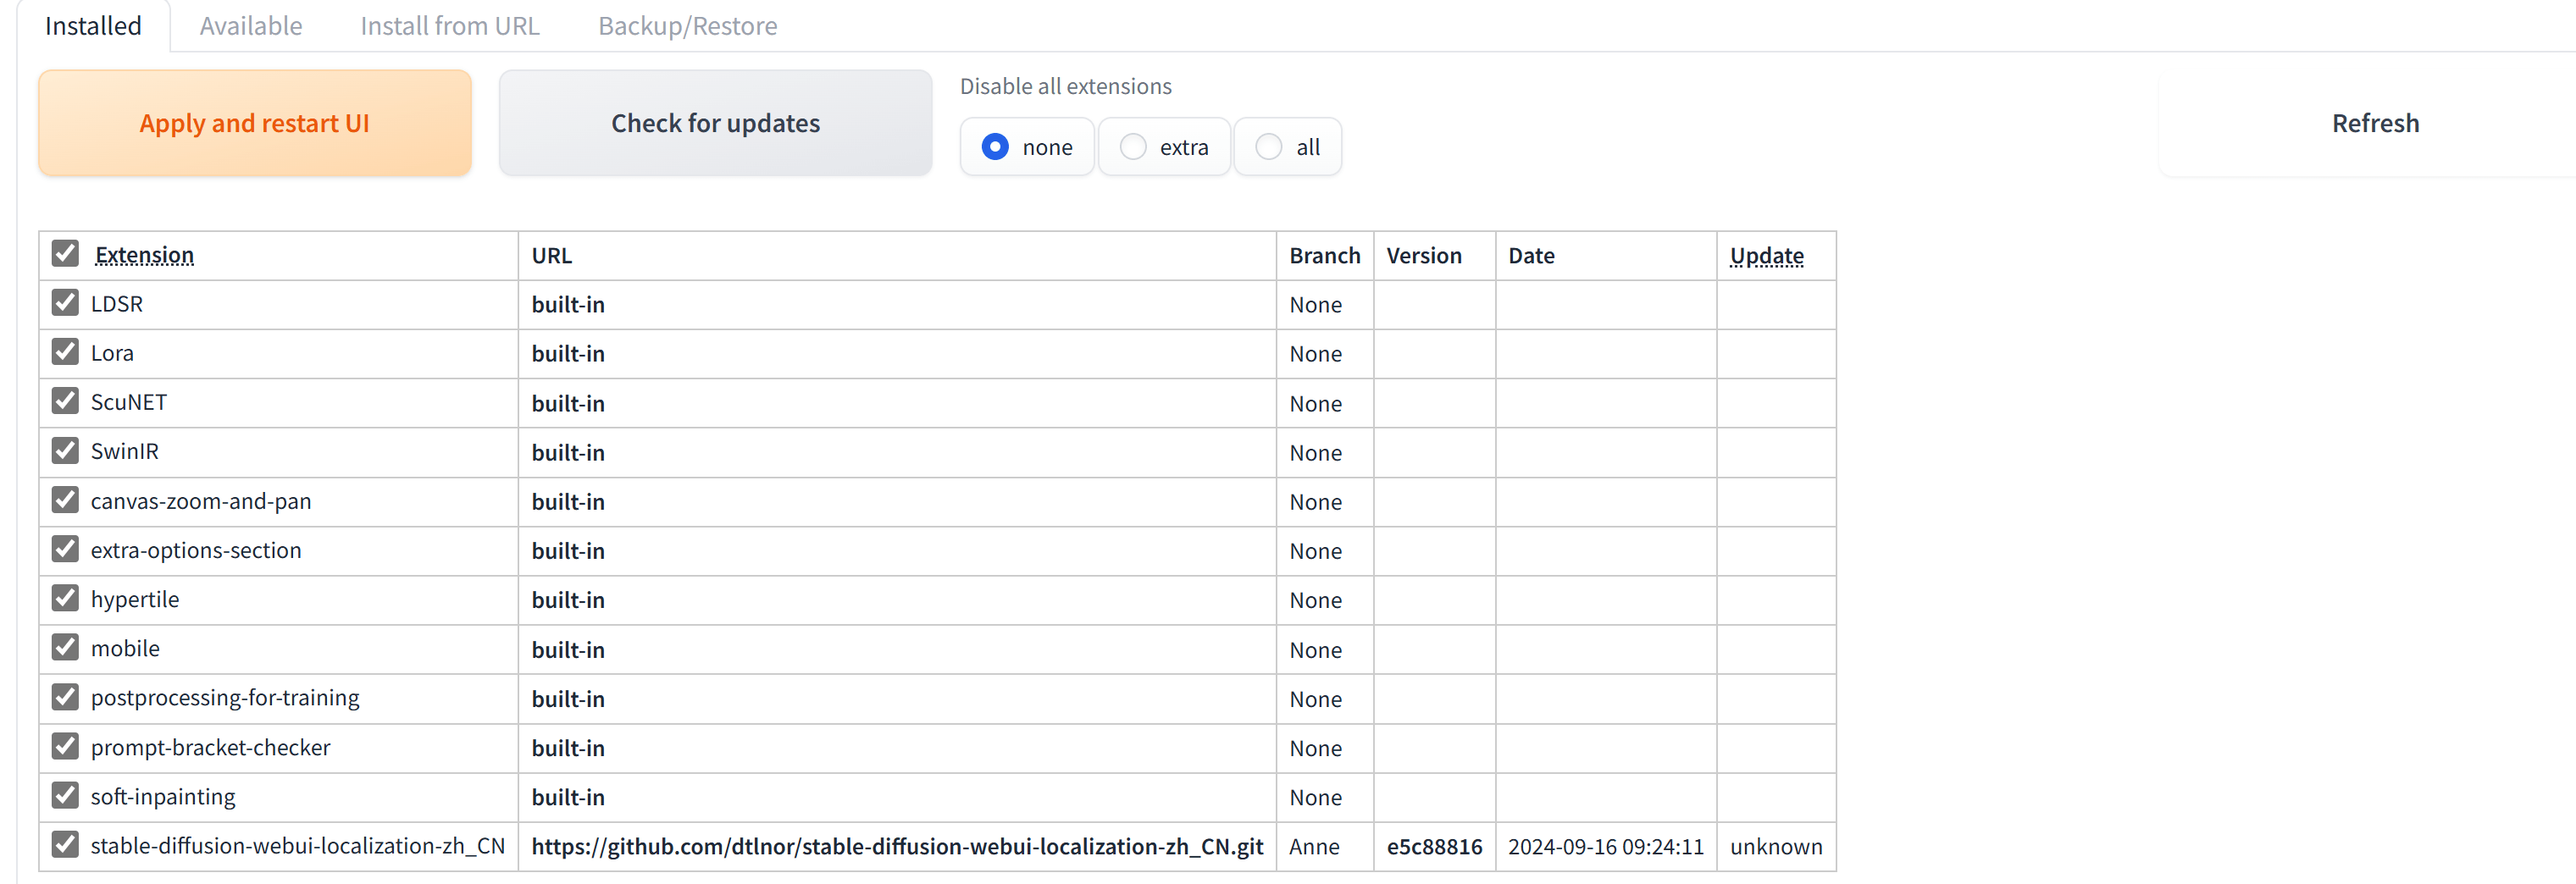 Installed Available Install from URL Backup/Restore
Apply and restart UI Check for updates Disable all extensions Refresh
none extra all
Extension URL Branch Version Date Update
LDSR built-in None
Lora built-in None
ScuNET built-in None
SwinIR built-in None
canvas-zoom-and-pan built-in None
extra-options-section built-in None
hypertile built-in None
mobile built-in None
postprocessing-for-training built-in None
prompt-bracket-checker built-in None
soft-inpainting built-in None
stable-diffusion-webui-localization-zh_CN https://github.com/dtlnor/stable-diffusion-webui-localization-zh_CN.git Anne e5c88816 2024-09-16 09:24:11 unknown